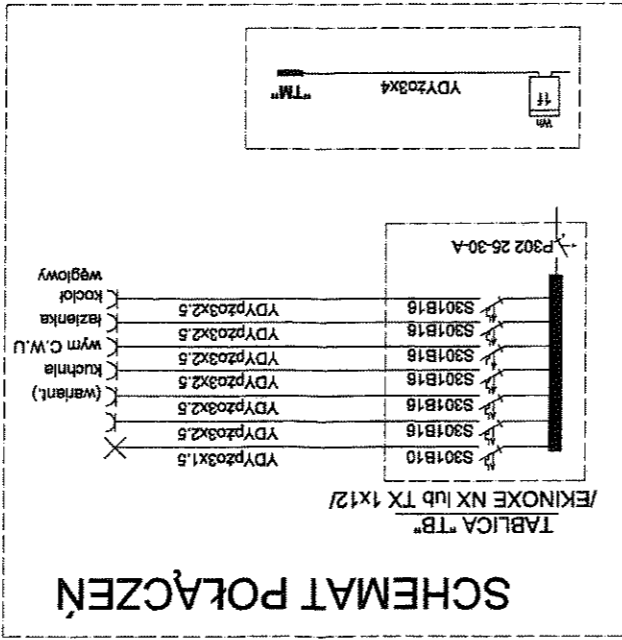 SCHEMAT POŁĄCZEŃ
TABLICA "TB"
/EKINOXE NX lub TX 1x12/
S301B10 YDYpżo3x1.5
S301B16 YDYpżo3x2.5
S301B16 YDYpżo3x2.5 (wariant.)
S301B16 YDYpżo3x2.5 kuchnia
S301B16 YDYpżo3x2.5 wym C.W.U
S301B16 YDYpżo3x2.5 łazienka
S301B16 YDYpżo3x2.5 kocioł
węglowy
P302 25-30-A
Wh
1f
YDYżo3x4
"TM"